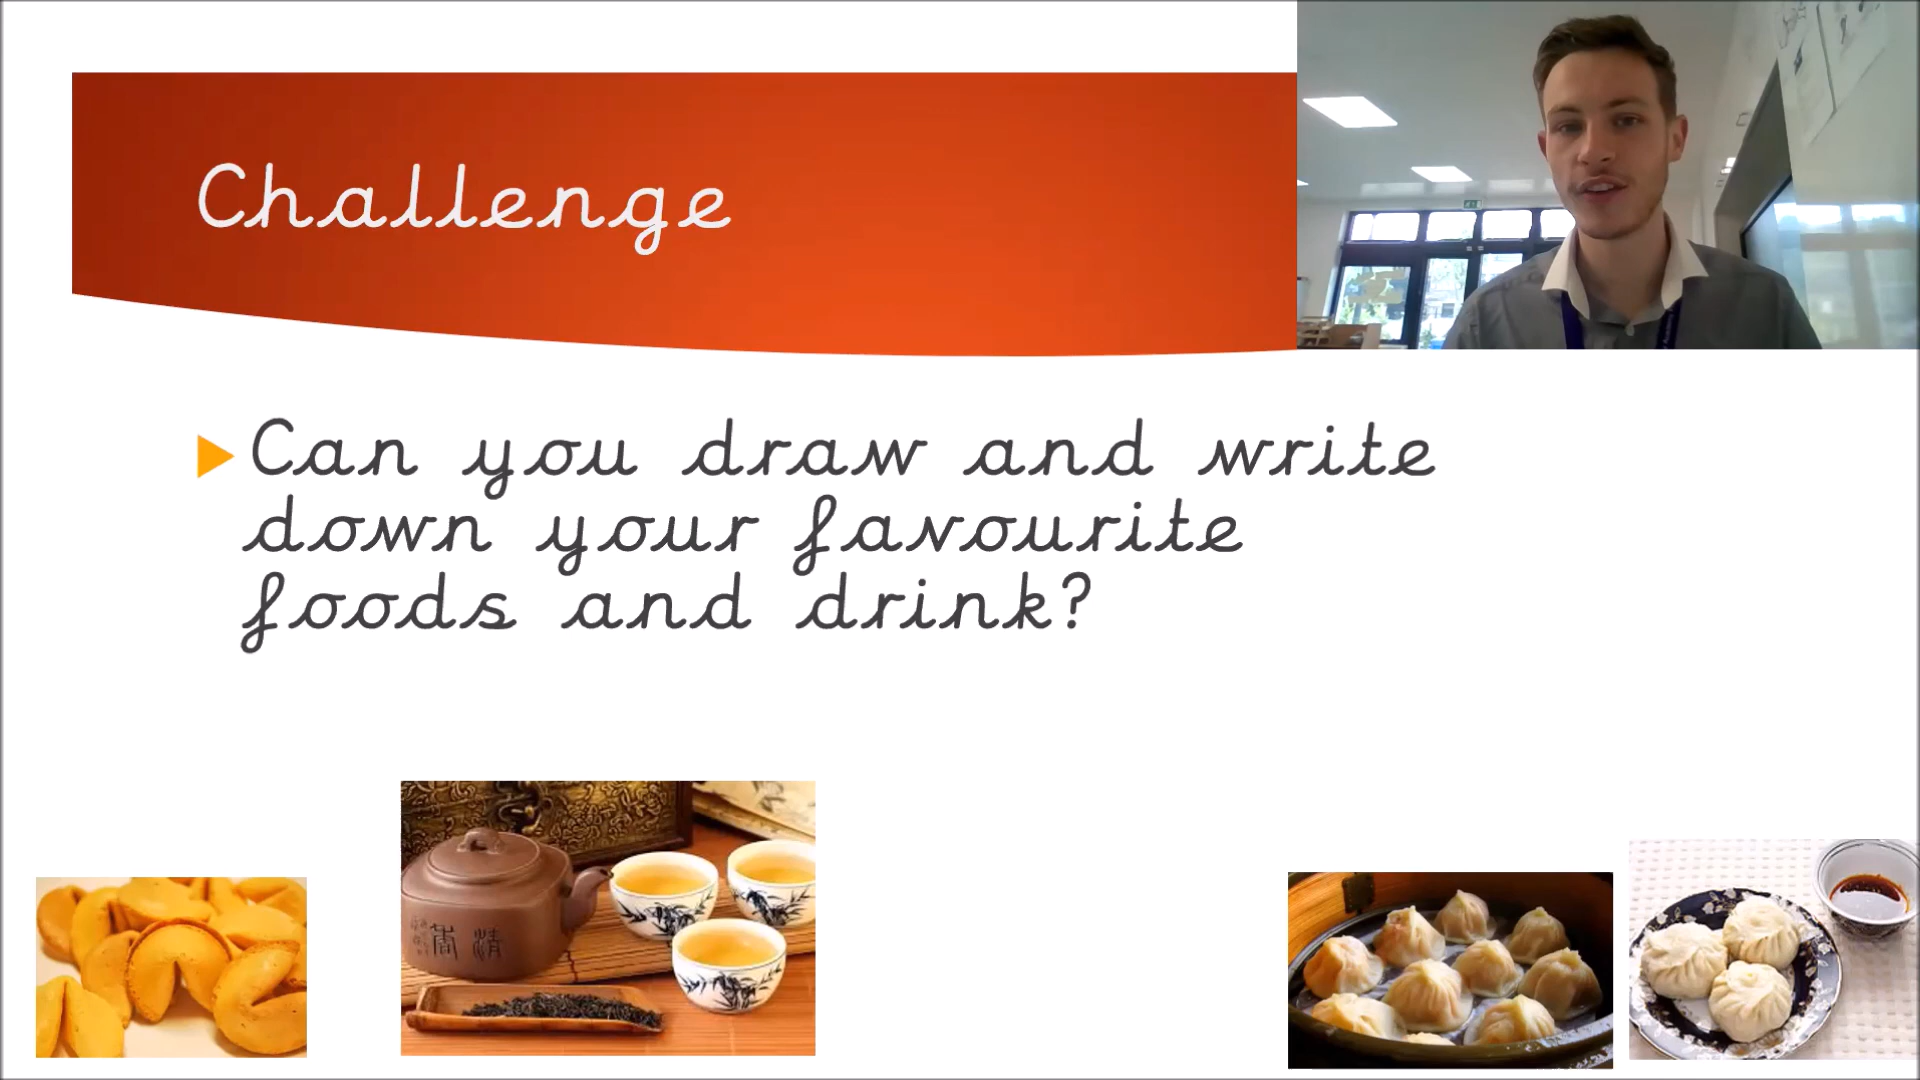 Challenge
Can you draw and write
down your favourite
foods and drink?